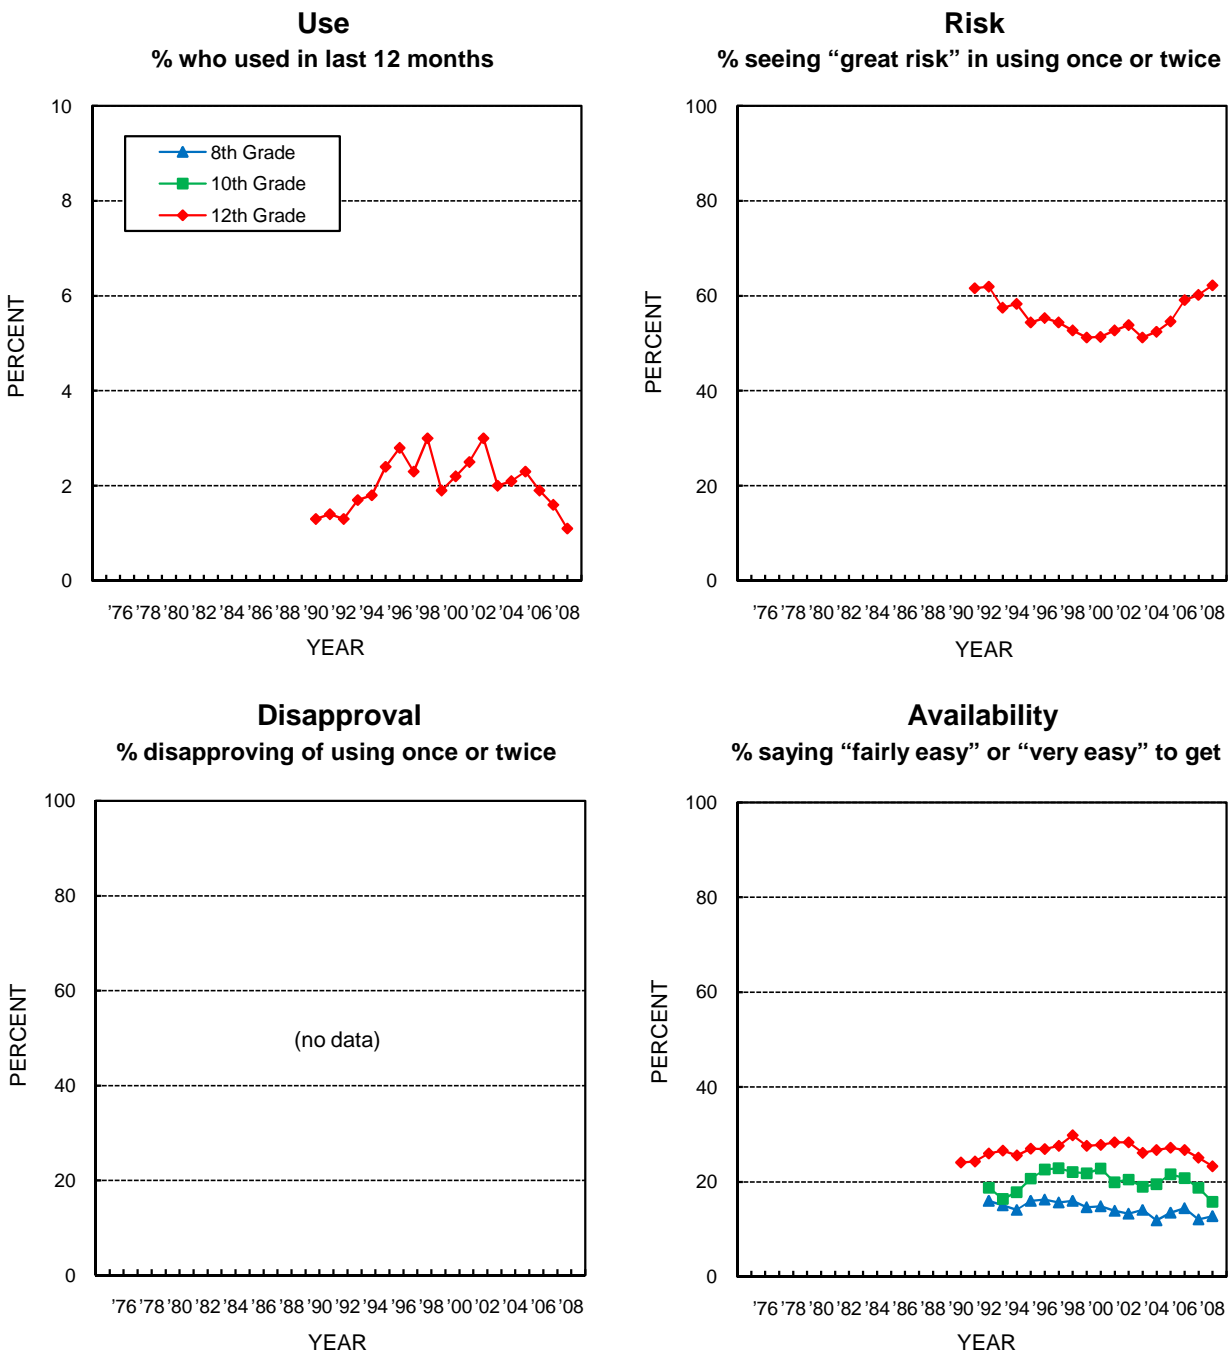 Use
% who used in last 12 months
10
8
6
4
2
0
PERCENT
8th Grade
10th Grade
12th Grade
’76 ’78 ’80 ’82 ’84 ’86 ’88 ’90 ’92 ’94 ’96 ’98 ’00 ’02 ’04 ’06 ’08
YEAR
Risk
% seeing “great risk” in using once or twice
100
80
60
40
20
0
PERCENT
’76 ’78 ’80 ’82 ’84 ’86 ’88 ’90 ’92 ’94 ’96 ’98 ’00 ’02 ’04 ’06 ’08
YEAR
Disapproval
% disapproving of using once or twice
100
80
60
40
20
0
PERCENT
(no data)
’76 ’78 ’80 ’82 ’84 ’86 ’88 ’90 ’92 ’94 ’96 ’98 ’00 ’02 ’04 ’06 ’08
YEAR
Availability
% saying “fairly easy” or “very easy” to get
100
80
60
40
20
0
PERCENT
’76 ’78 ’80 ’82 ’84 ’86 ’88 ’90 ’92 ’94 ’96 ’98 ’00 ’02 ’04 ’06 ’08
YEAR